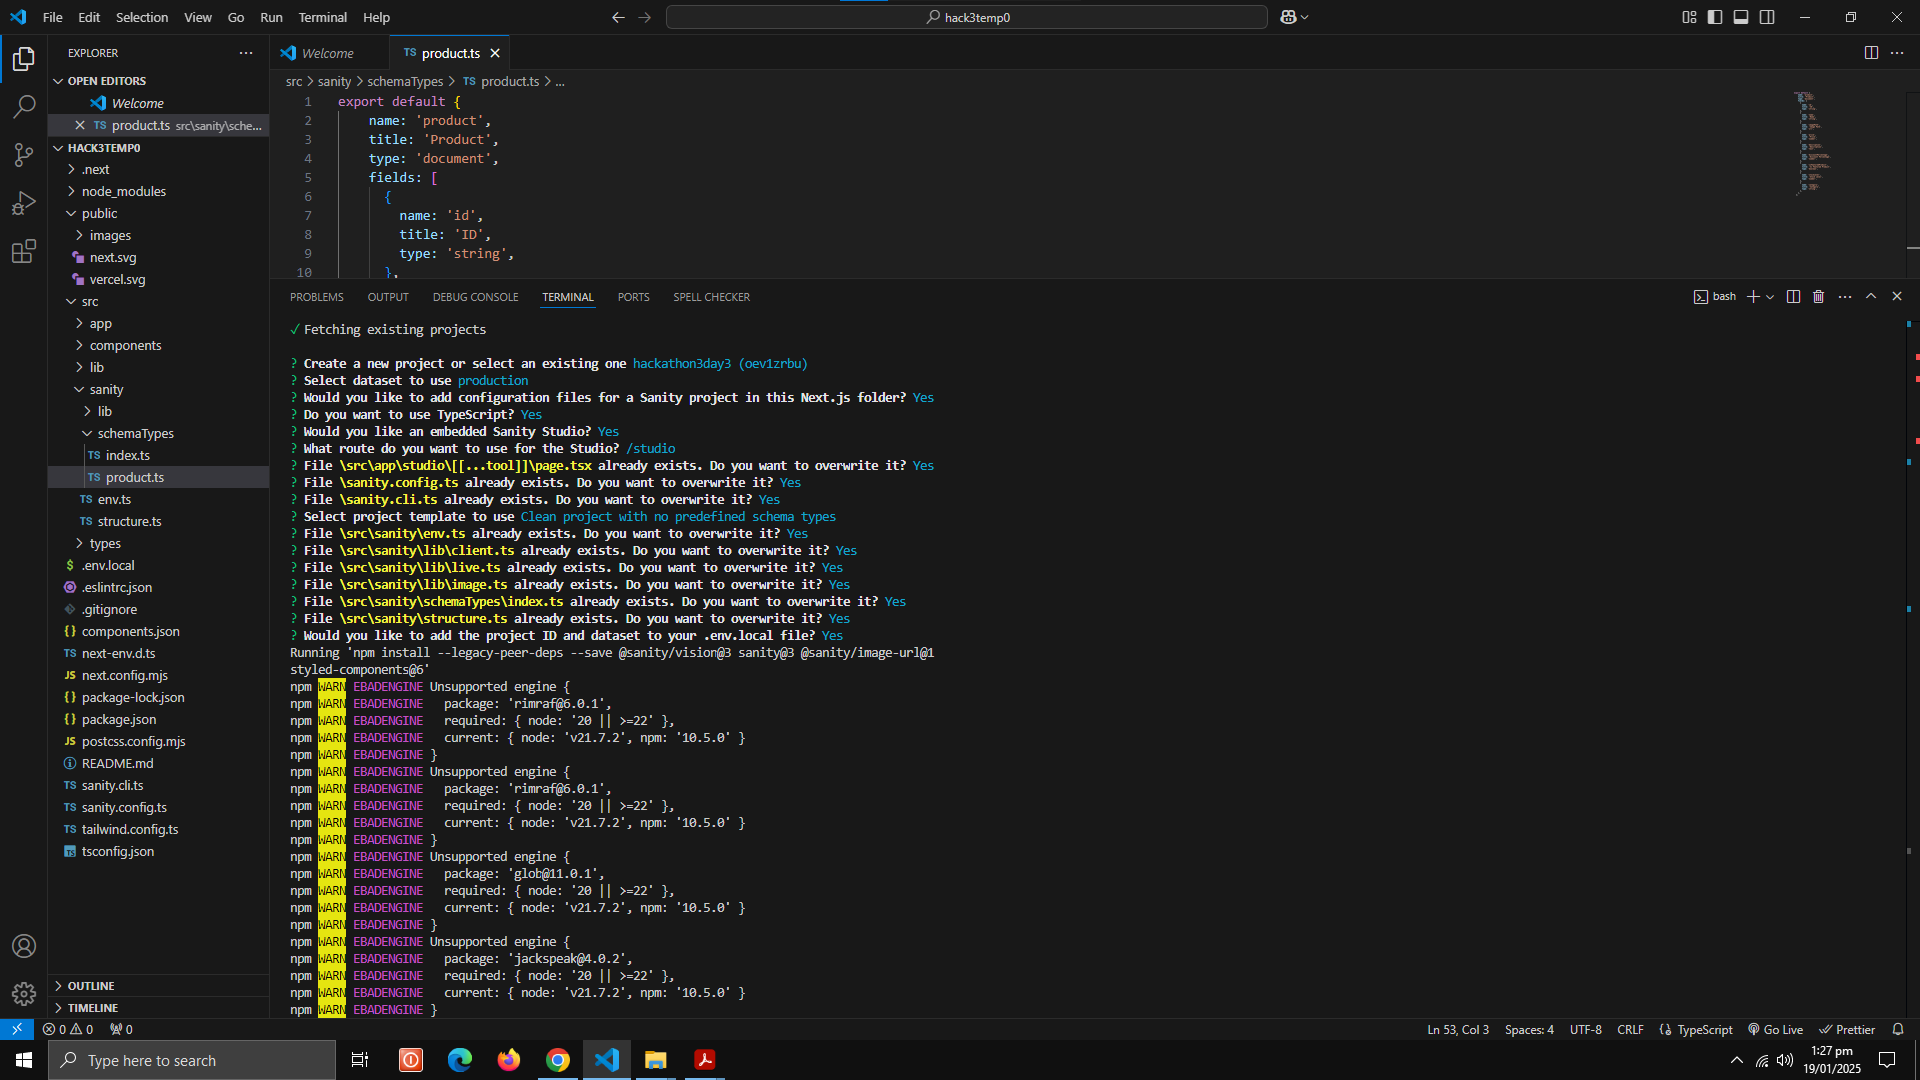 File Edit Selection View Go Run Terminal Help
hack3temp0
EXPLORER
OPEN EDITORS
Welcome
TS product.ts src\sanity\sche...
HACK3TEMP0
.next
node_modules
public
images
next.svg
vercel.svg
src
app
components
lib
sanity
lib
schemaTypes
TS index.ts
TS product.ts
TS env.ts
TS structure.ts
types
$ .env.local
.eslintrc.json
.gitignore
{} components.json
TS next-env.d.ts
JS next.config.mjs
{} package-lock.json
{} package.json
JS postcss.config.mjs
README.md
TS sanity.cli.ts
TS sanity.config.ts
TS tailwind.config.ts
tsconfig.json
OUTLINE
TIMELINE
Welcome
TS product.ts
src > sanity > schemaTypes > TS product.ts > ...
1 export default {
2 name: 'product',
3 title: 'Product',
4 type: 'document',
5 fields: [
6 {
7 name: 'id',
8 title: 'ID',
9 type: 'string',
10 },
PROBLEMS OUTPUT DEBUG CONSOLE TERMINAL PORTS SPELL CHECKER
bash
✓ Fetching existing projects
? Create a new project or select an existing one hackathon3day3 (oev1zrbu)
? Select dataset to use production
? Would you like to add configuration files for a Sanity project in this Next.js folder? Yes
? Do you want to use TypeScript? Yes
? Would you like an embedded Sanity Studio? Yes
? What route do you want to use for the Studio? /studio
? File \src\app\studio\[[...tool]]\page.tsx already exists. Do you want to overwrite it? Yes
? File \sanity.config.ts already exists. Do you want to overwrite it? Yes
? File \sanity.cli.ts already exists. Do you want to overwrite it? Yes
? Select project template to use Clean project with no predefined schema types
? File \src\sanity\env.ts already exists. Do you want to overwrite it? Yes
? File \src\sanity\lib\client.ts already exists. Do you want to overwrite it? Yes
? File \src\sanity\lib\live.ts already exists. Do you want to overwrite it? Yes
? File \src\sanity\lib\image.ts already exists. Do you want to overwrite it? Yes
? File \src\sanity\schemaTypes\index.ts already exists. Do you want to overwrite it? Yes
? File \src\sanity\structure.ts already exists. Do you want to overwrite it? Yes
? Would you like to add the project ID and dataset to your .env.local file? Yes
Running 'npm install --legacy-peer-deps --save @sanity/vision@3 sanity@3 @sanity/image-url@1
styled-components@6'
npm WARN EBADENGINE Unsupported engine {
npm WARN EBADENGINE package: 'rimraf@6.0.1',
npm WARN EBADENGINE required: { node: '20 || >=22' },
npm WARN EBADENGINE current: { node: 'v21.7.2', npm: '10.5.0' }
npm WARN EBADENGINE }
npm WARN EBADENGINE Unsupported engine {
npm WARN EBADENGINE package: 'rimraf@6.0.1',
npm WARN EBADENGINE required: { node: '20 || >=22' },
npm WARN EBADENGINE current: { node: 'v21.7.2', npm: '10.5.0' }
npm WARN EBADENGINE }
npm WARN EBADENGINE Unsupported engine {
npm WARN EBADENGINE package: 'glob@11.0.1',
npm WARN EBADENGINE required: { node: '20 || >=22' },
npm WARN EBADENGINE current: { node: 'v21.7.2', npm: '10.5.0' }
npm WARN EBADENGINE }
npm WARN EBADENGINE Unsupported engine {
npm WARN EBADENGINE package: 'jackspeak@4.0.2',
npm WARN EBADENGINE required: { node: '20 || >=22' },
npm WARN EBADENGINE current: { node: 'v21.7.2', npm: '10.5.0' }
npm WARN EBADENGINE }
0 0 0
Ln 53, Col 3 Spaces: 4 UTF-8 CRLF {} TypeScript Go Live Prettier
Type here to search
1:27 pm
19/01/2025